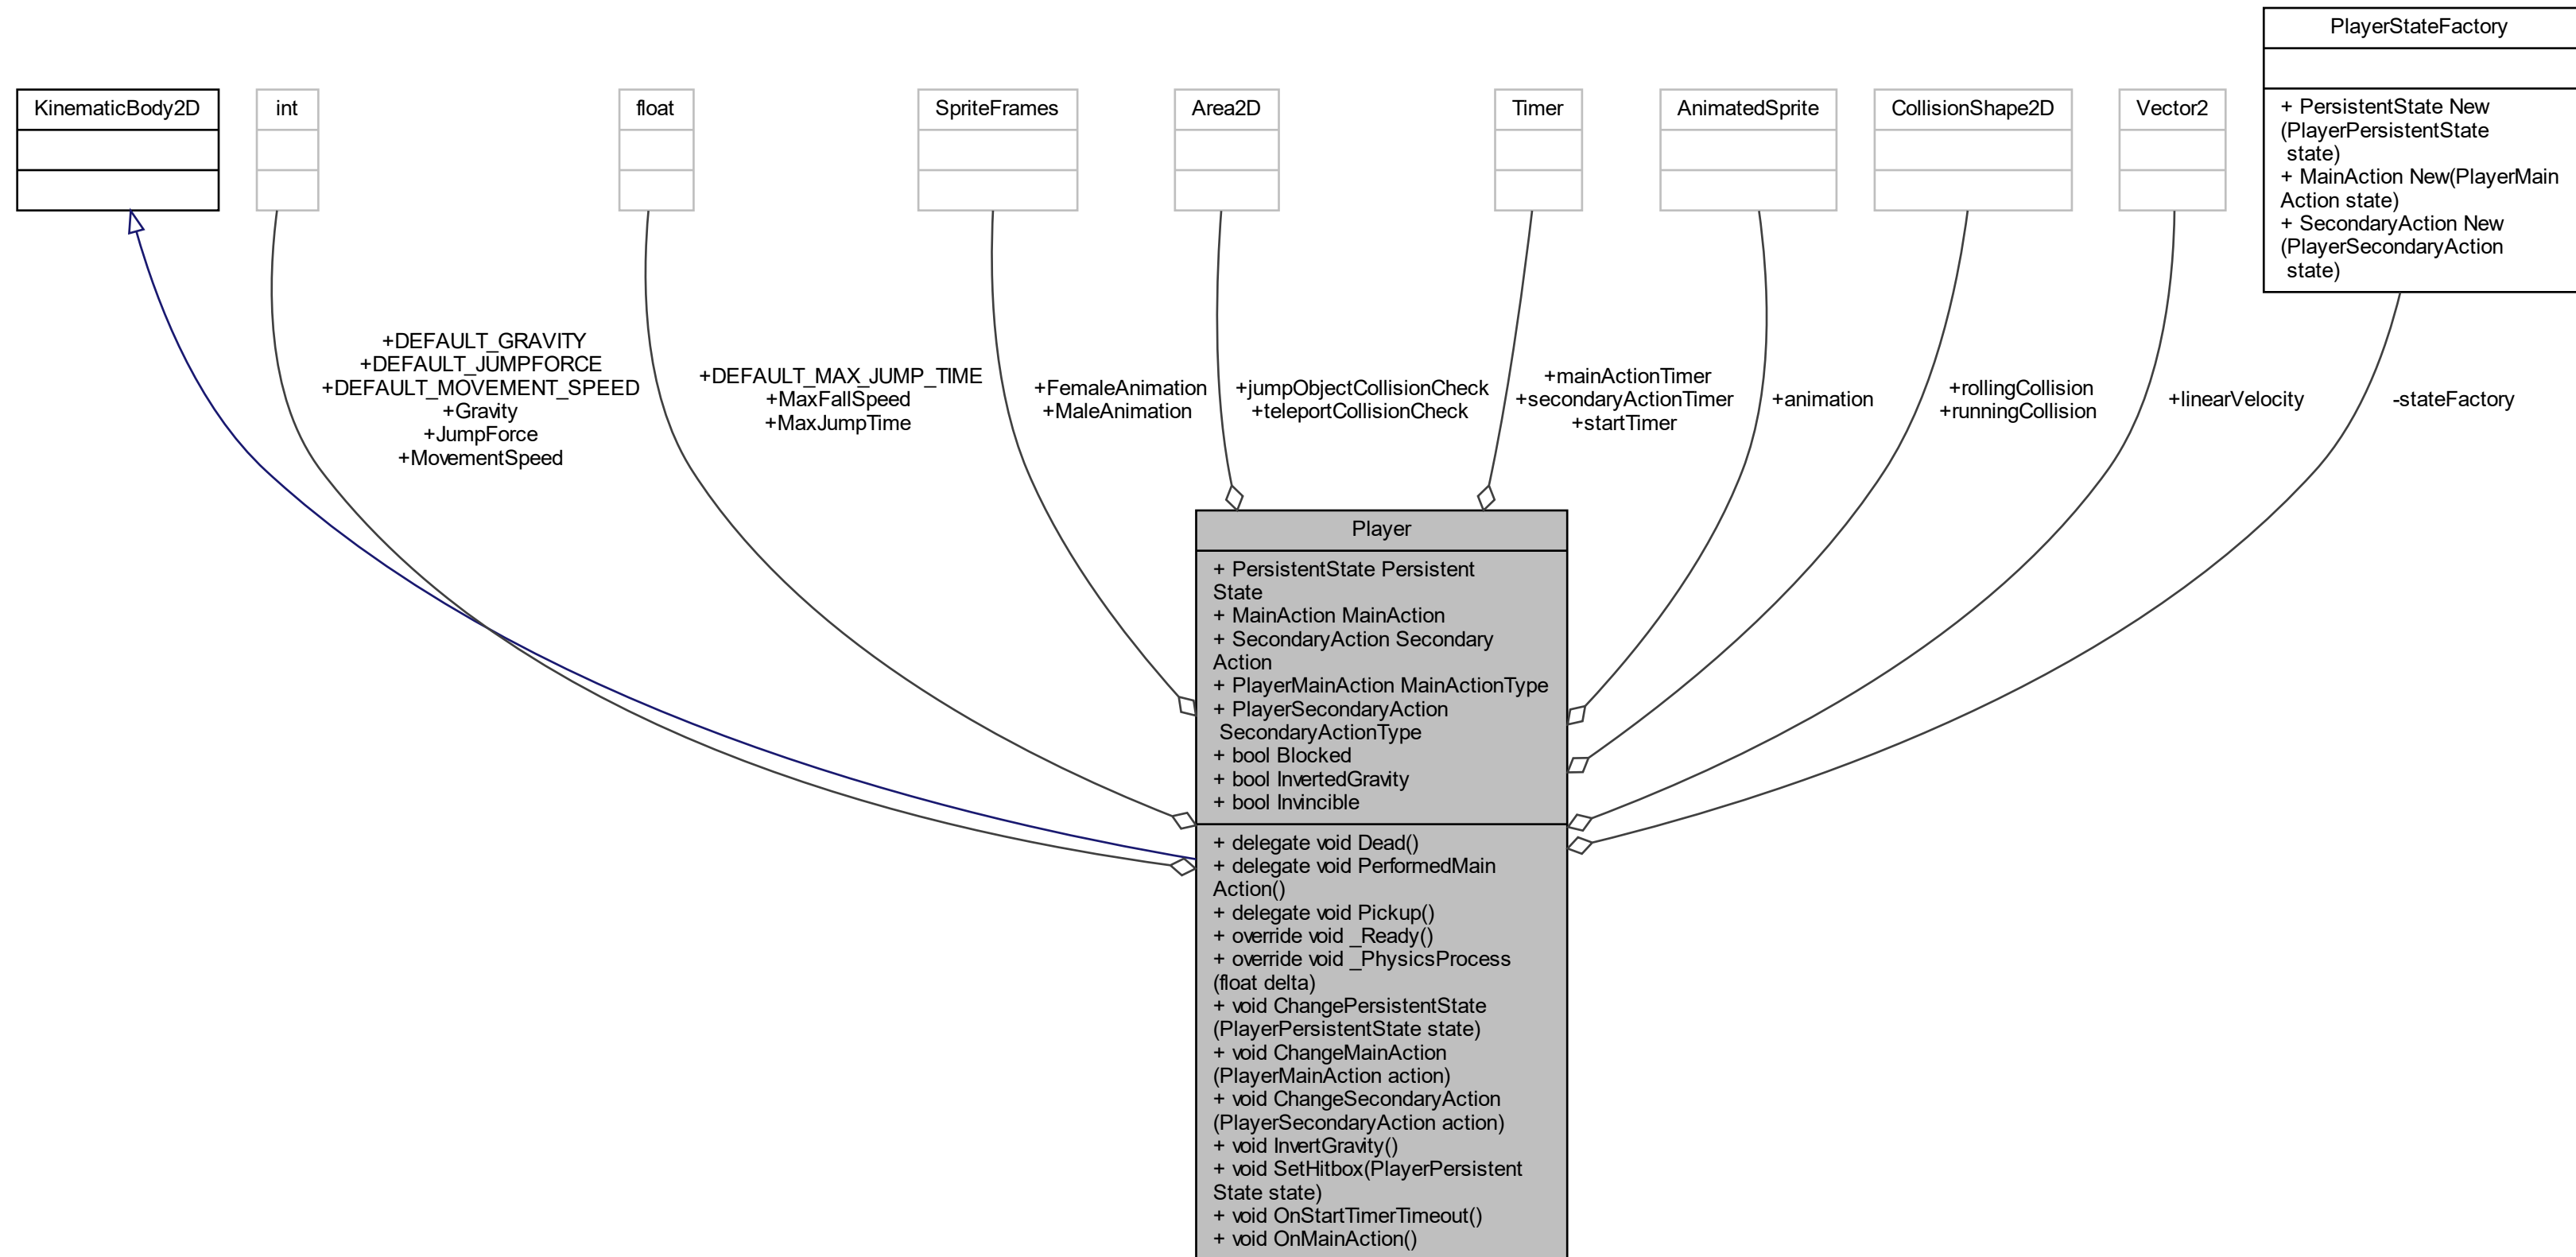 PlayerStateFactory
+ PersistentState New
(PlayerPersistentState
state)
+ MainAction New(PlayerMain
Action state)
+ SecondaryAction New
(PlayerSecondaryAction
state)
KinematicBody2D
int
float
SpriteFrames
Area2D
Timer
AnimatedSprite
CollisionShape2D
Vector2
+DEFAULT_GRAVITY
+DEFAULT_JUMPFORCE
+DEFAULT_MOVEMENT_SPEED
+Gravity
+JumpForce
+MovementSpeed
+DEFAULT_MAX_JUMP_TIME
+MaxFallSpeed
+MaxJumpTime
+FemaleAnimation
+MaleAnimation
+jumpObjectCollisionCheck
+teleportCollisionCheck
+mainActionTimer
+secondaryActionTimer
+startTimer
+animation
+rollingCollision
+runningCollision
+linearVelocity
-stateFactory
Player
+ PersistentState Persistent
State
+ MainAction MainAction
+ SecondaryAction Secondary
Action
+ PlayerMainAction MainActionType
+ PlayerSecondaryAction
SecondaryActionType
+ bool Blocked
+ bool InvertedGravity
+ bool Invincible
+ delegate void Dead()
+ delegate void PerformedMain
Action()
+ delegate void Pickup()
+ override void _Ready()
+ override void _PhysicsProcess
(float delta)
+ void ChangePersistentState
(PlayerPersistentState state)
+ void ChangeMainAction
(PlayerMainAction action)
+ void ChangeSecondaryAction
(PlayerSecondaryAction action)
+ void InvertGravity()
+ void SetHitbox(PlayerPersistent
State state)
+ void OnStartTimerTimeout()
+ void OnMainAction()